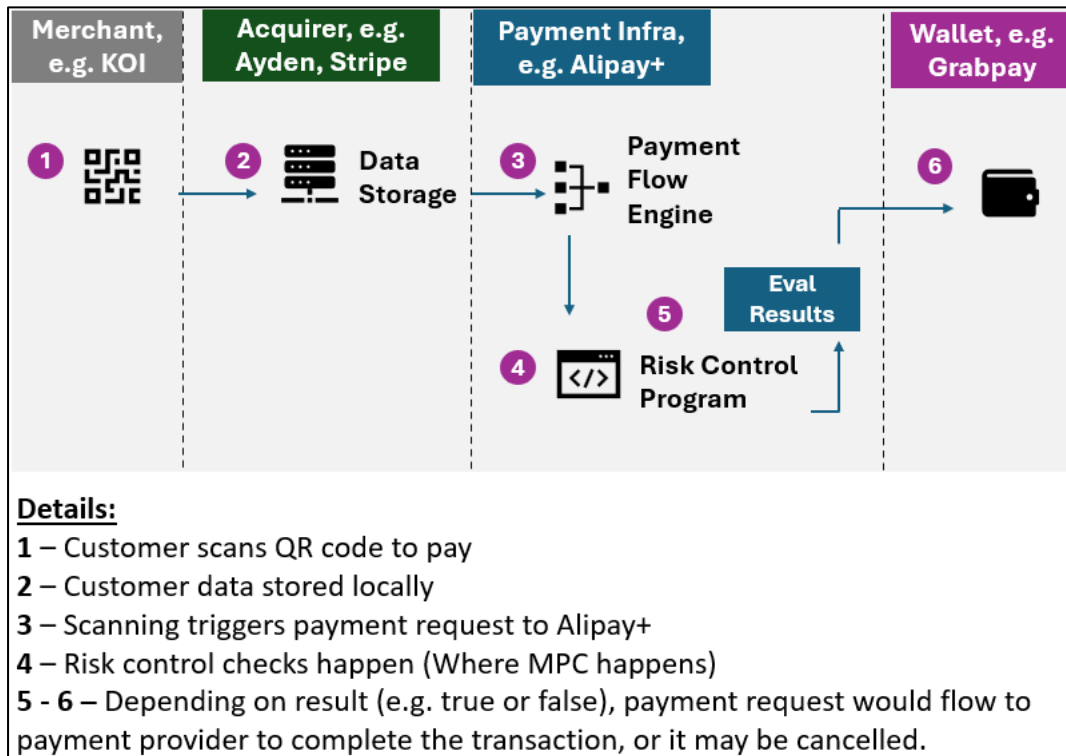 Merchant,
e.g. KOI
Acquirer, e.g.
Ayden, Stripe
Payment Infra,
e.g. Alipay+
Wallet, e.g.
Grabpay
1
2
Data
Storage
3
Payment
Flow
Engine
6
Eval
Results
5
4
</>
Risk Control
Program
Details:
1 – Customer scans QR code to pay
2 – Customer data stored locally
3 – Scanning triggers payment request to Alipay+
4 – Risk control checks happen (Where MPC happens)
5 - 6 – Depending on result (e.g. true or false), payment request would flow to
payment provider to complete the transaction, or it may be cancelled.